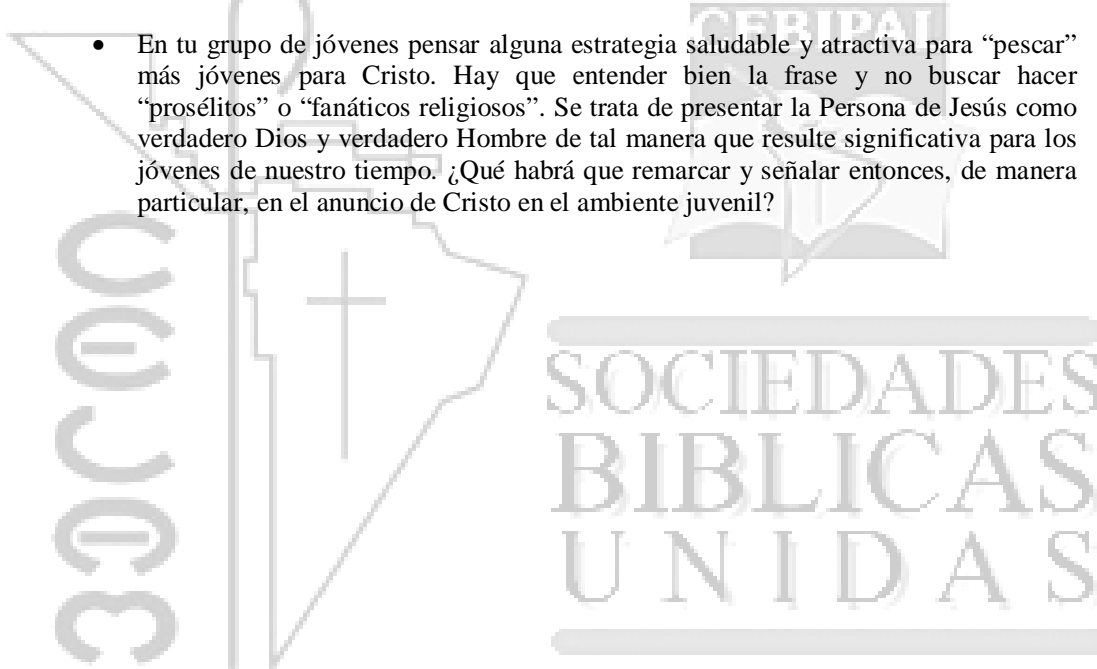 CEBIPAL
• En tu grupo de jóvenes pensar alguna estrategia saludable y atractiva para “pescar”
más jóvenes para Cristo. Hay que entender bien la frase y no buscar hacer
“prosélitos” o “fanáticos religiosos”. Se trata de presentar la Persona de Jesús como
verdadero Dios y verdadero Hombre de tal manera que resulte significativa para los
jóvenes de nuestro tiempo. ¿Qué habrá que remarcar y señalar entonces, de manera
particular, en el anuncio de Cristo en el ambiente juvenil?
SOCIEDADES
BIBLICAS
UNIDAS